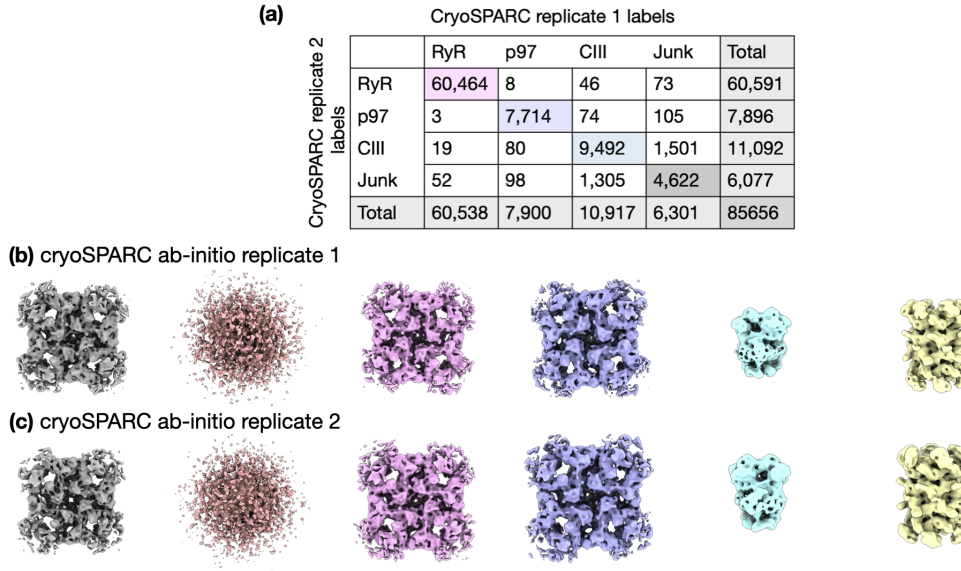 (a)
CryoSPARC replicate 1 labels
CryoSPARC replicate 2
labels
RyR p97 CIII Junk Total
RyR 60,464 8 46 73 60,591
p97 3 7,714 74 105 7,896
CIII 19 80 9,492 1,501 11,092
Junk 52 98 1,305 4,622 6,077
Total 60,538 7,900 10,917 6,301 85656
(b) cryoSPARC ab-initio replicate 1
(c) cryoSPARC ab-initio replicate 2